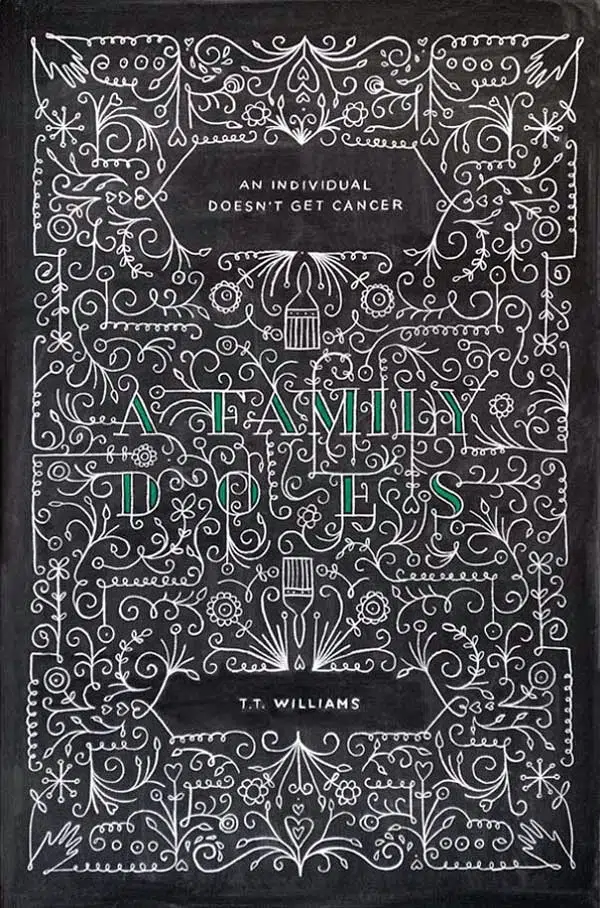 AN INDIVIDUAL
DOESN'T GET CANCER
A FAMILY
DOES
T.T. WILLIAMS